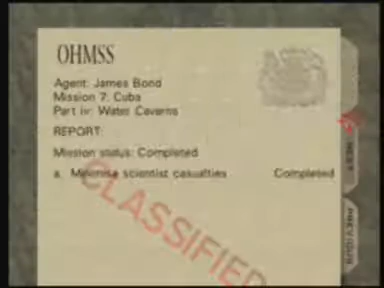 OHMSS
Agent: James Bond
Mission 7: Cuba
Part iv: Water Caverns
REPORT:
Mission status: Completed
a. Minimise scientist casualties Completed
CLASSIFIED
NEXT
PREVIOUS